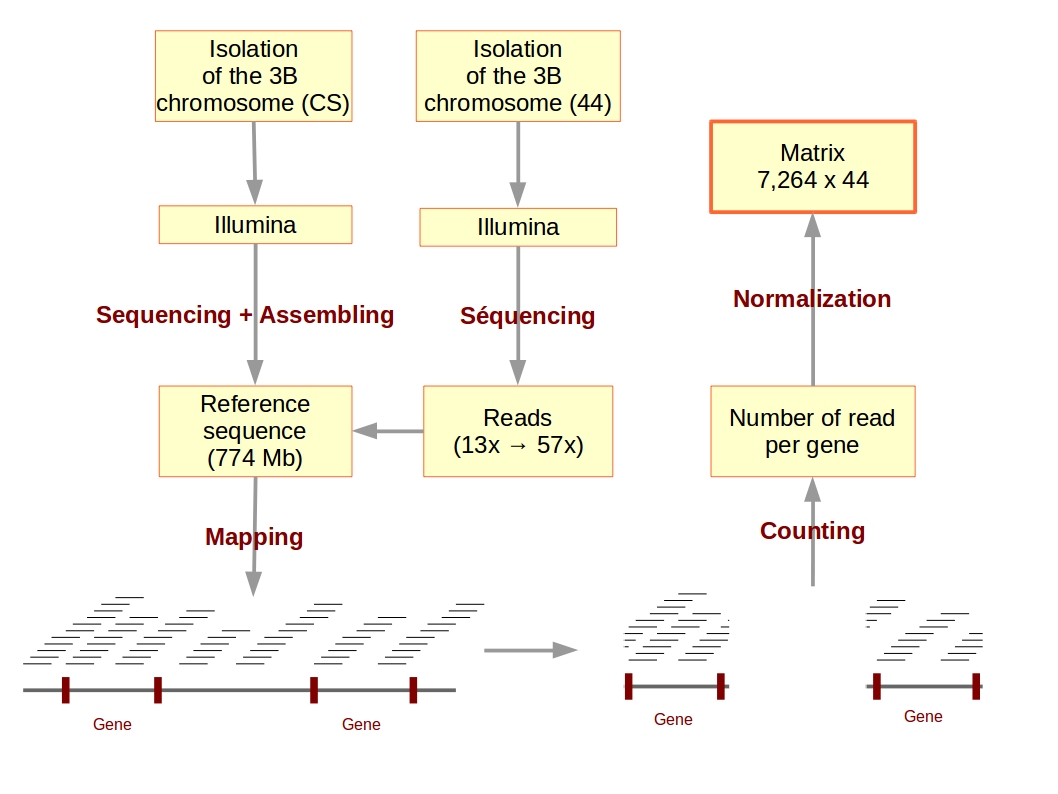 Isolation
of the 3B
chromosome (CS)
Isolation
of the 3B
chromosome (44)
Matrix
7,264 x 44
Illumina
Illumina
Normalization
Sequencing + Assembling
Séquencing
Reference
sequence
(774 Mb)
Reads
(13x → 57x)
Number of read
per gene
Mapping
Counting
Gene
Gene
Gene
Gene